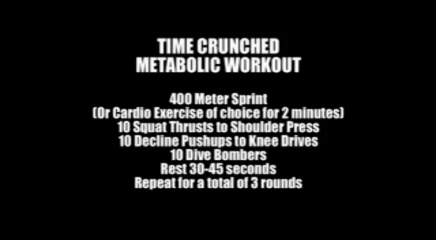 TIME CRUNCHED
METABOLIC WORKOUT
400 Meter Sprint
(Or Cardio Exercise of choice for 2 minutes)
10 Squat Thrusts to Shoulder Press
10 Decline Pushups to Knee Drives
10 Dive Bombers
Rest 30-45 seconds
Repeat for a total of 3 rounds